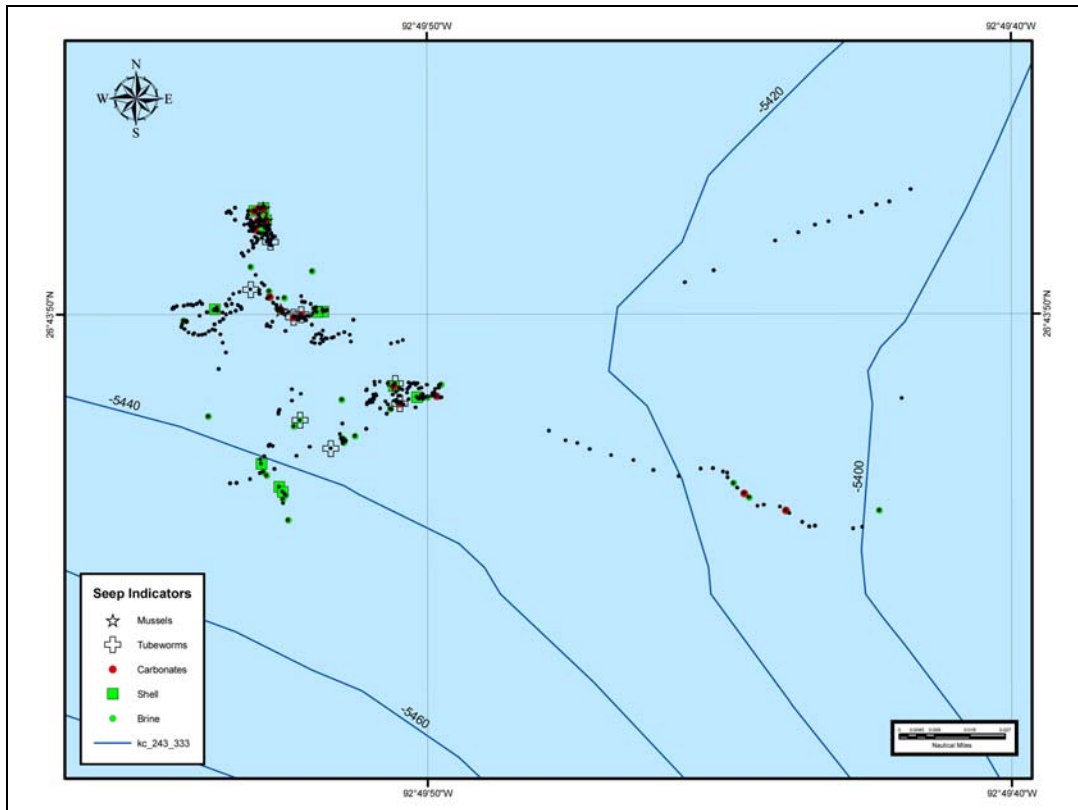 92°49'50"W 92°49'40"W
N
W E
S
-5420
26°43'50"N 26°43'50"N
-5440
-5400
-5460
Seep Indicators
Mussels
Tubeworms
Carbonates
Shell
Brine
kc_243_333
Nautical Miles
92°49'50"W 92°49'40"W